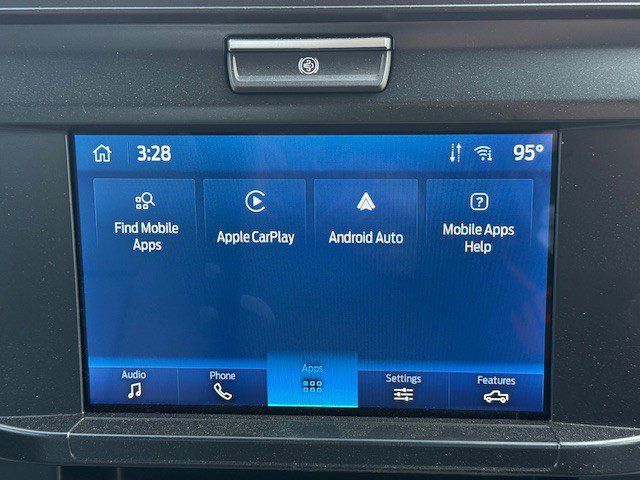 3:28
95°
Find Mobile
Apps
Apple CarPlay
Android Auto
Mobile Apps
Help
Audio
Phone
Apps
Settings
Features